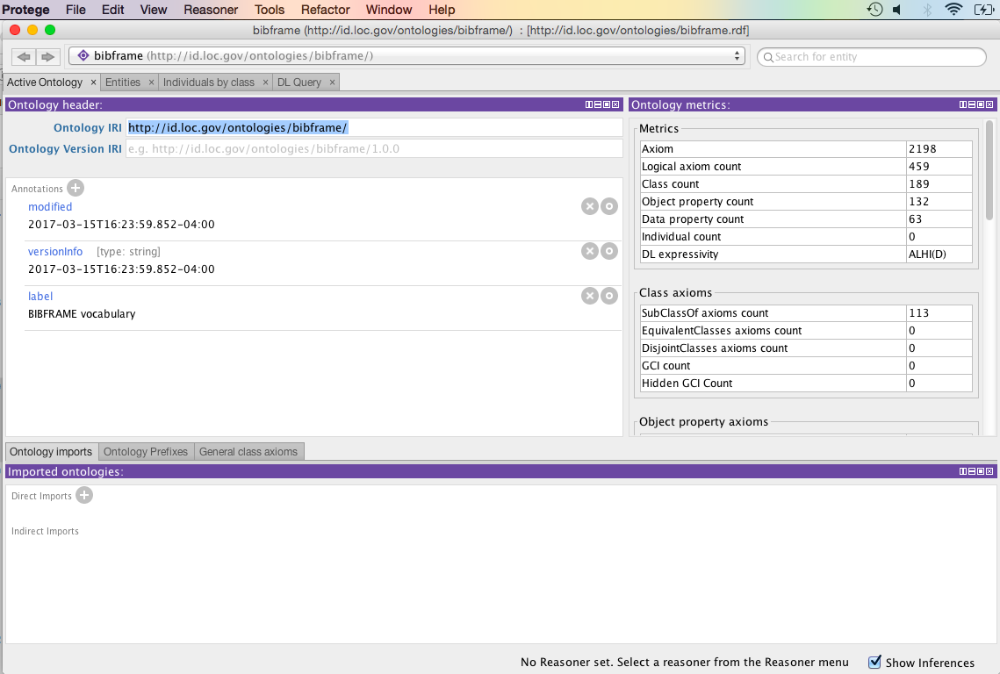 Protege File Edit View Reasoner Tools Refactor Window Help
bibframe (http://id.loc.gov/ontologies/bibframe/) : [http://id.loc.gov/ontologies/bibframe.rdf]
bibframe (http://id.loc.gov/ontologies/bibframe/)
Search for entity
Active Ontology × Entities × Individuals by class × DL Query ×
Ontology header:
Ontology IRI http://id.loc.gov/ontologies/bibframe/
Ontology Version IRI e.g. http://id.loc.gov/ontologies/bibframe/1.0.0
Annotations
modified
2017-03-15T16:23:59.852-04:00
versionInfo [type: string]
2017-03-15T16:23:59.852-04:00
label
BIBFRAME vocabulary
Ontology metrics:
Metrics
Axiom 2198
Logical axiom count 459
Class count 189
Object property count 132
Data property count 63
Individual count 0
DL expressivity ALHI(D)
Class axioms
SubClassOf axioms count 113
EquivalentClasses axioms count 0
DisjointClasses axioms count 0
GCI count 0
Hidden GCI Count 0
Object property axioms
Ontology imports Ontology Prefixes General class axioms
Imported ontologies:
Direct Imports
Indirect Imports
No Reasoner set. Select a reasoner from the Reasoner menu Show Inferences